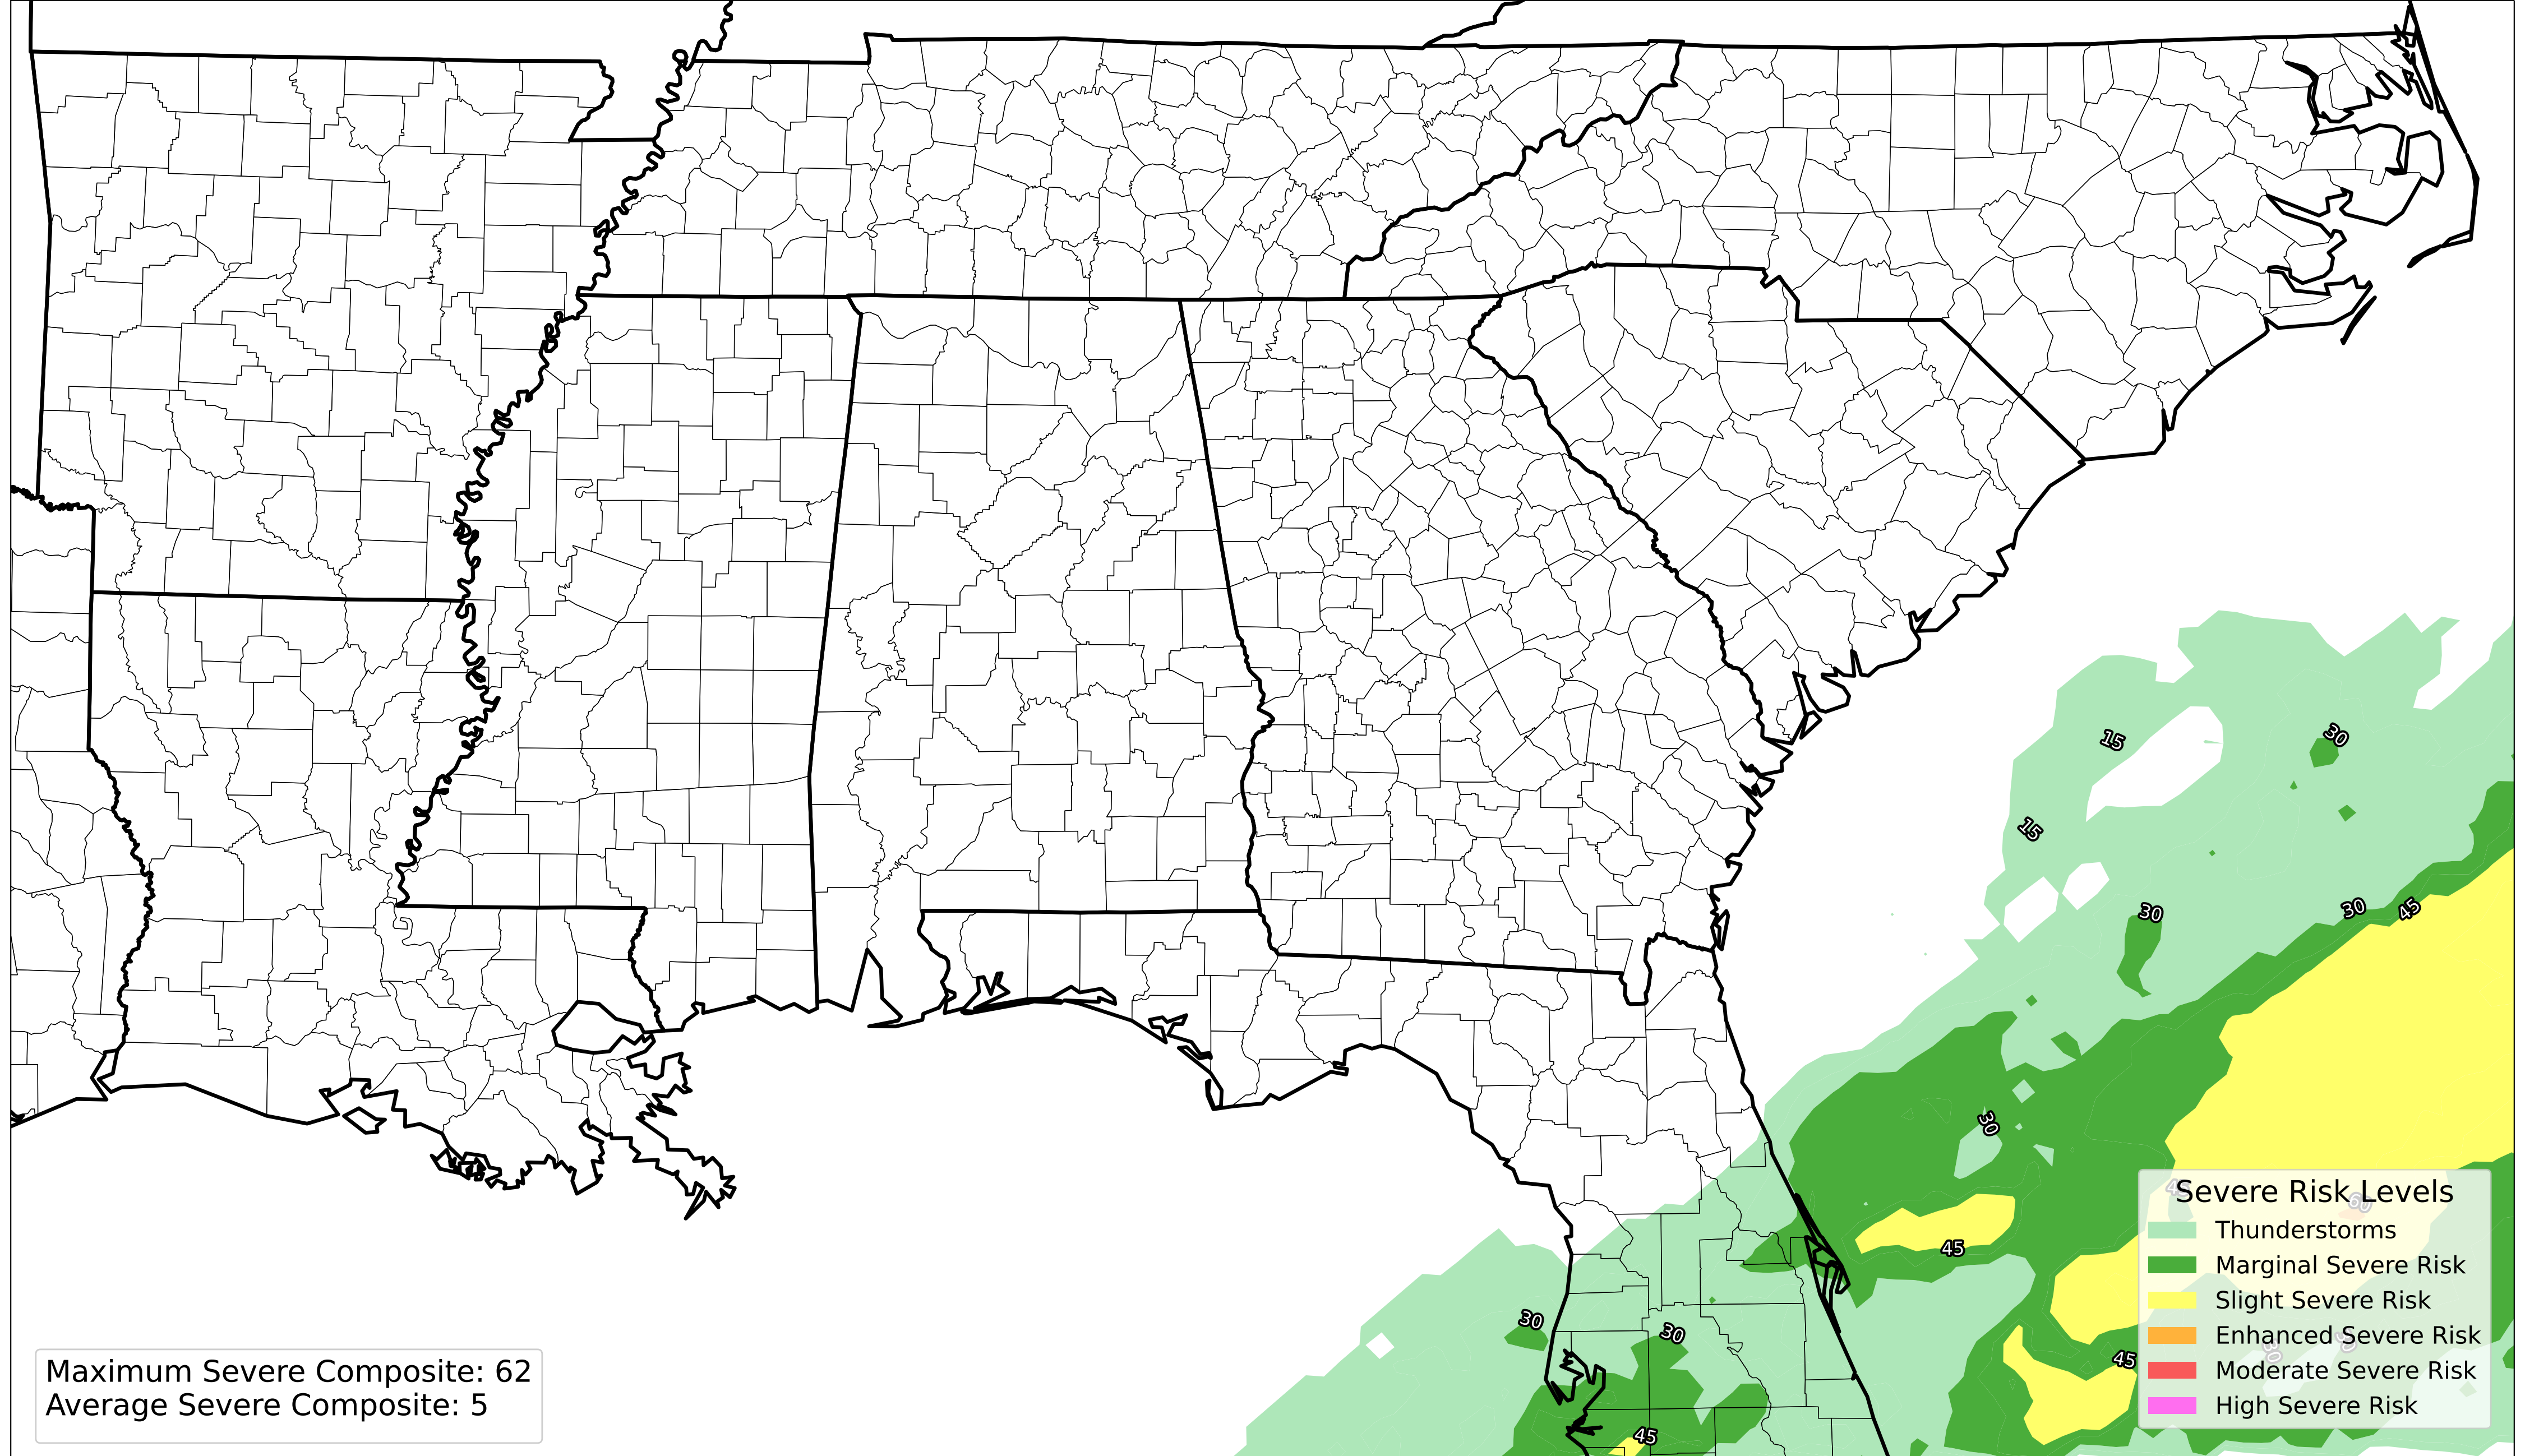 15
30
15
30
30
45
30
45
60
45
30
30
45
45
Severe Risk Levels
Thunderstorms
Marginal Severe Risk
Slight Severe Risk
Enhanced Severe Risk
Moderate Severe Risk
High Severe Risk
Maximum Severe Composite: 62
Average Severe Composite: 5